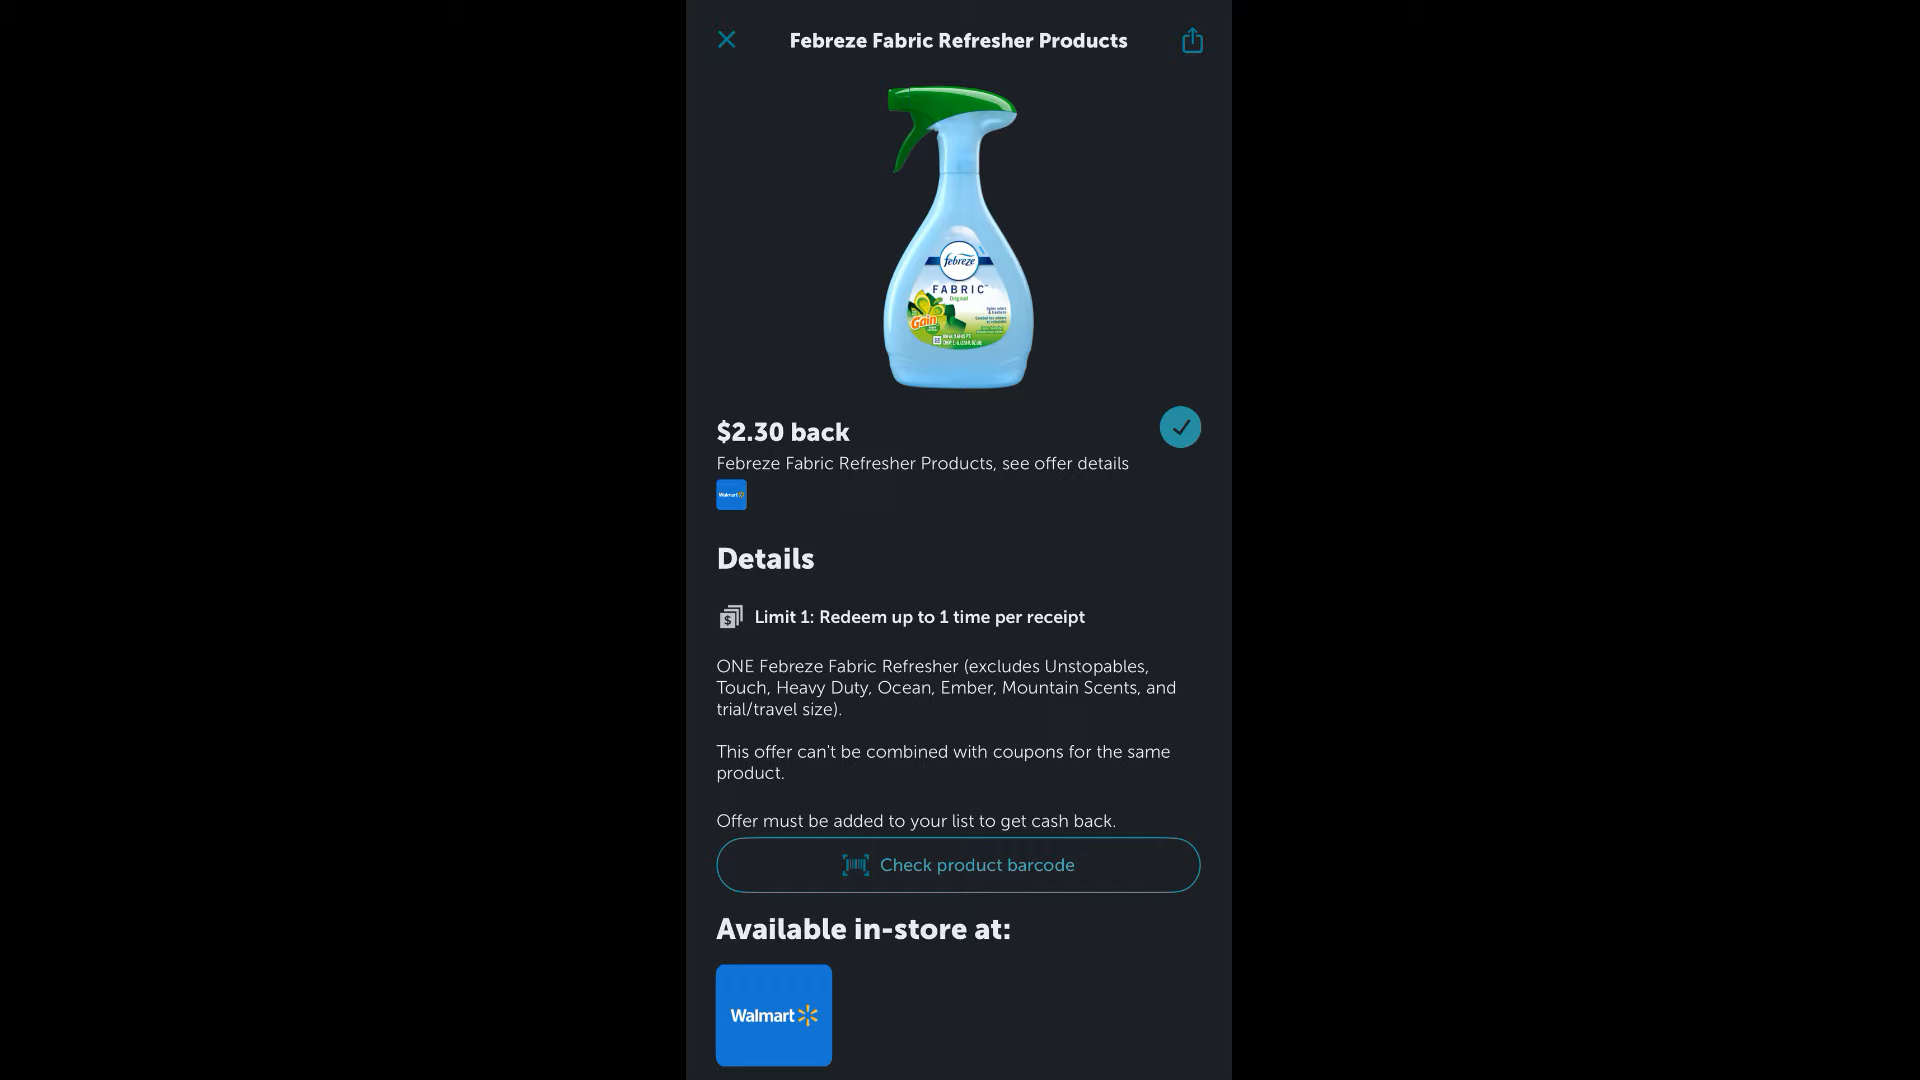 Febreze Fabric Refresher Products
febreze
FABRIC
Original
Gain
$2.30 back
Febreze Fabric Refresher Products, see offer details
Walmart
Details
Limit 1: Redeem up to 1 time per receipt
ONE Febreze Fabric Refresher (excludes Unstopables,
Touch, Heavy Duty, Ocean, Ember, Mountain Scents, and
trial/travel size).
This offer can't be combined with coupons for the same
product.
Offer must be added to your list to get cash back.
Check product barcode
Available in-store at:
Walmart